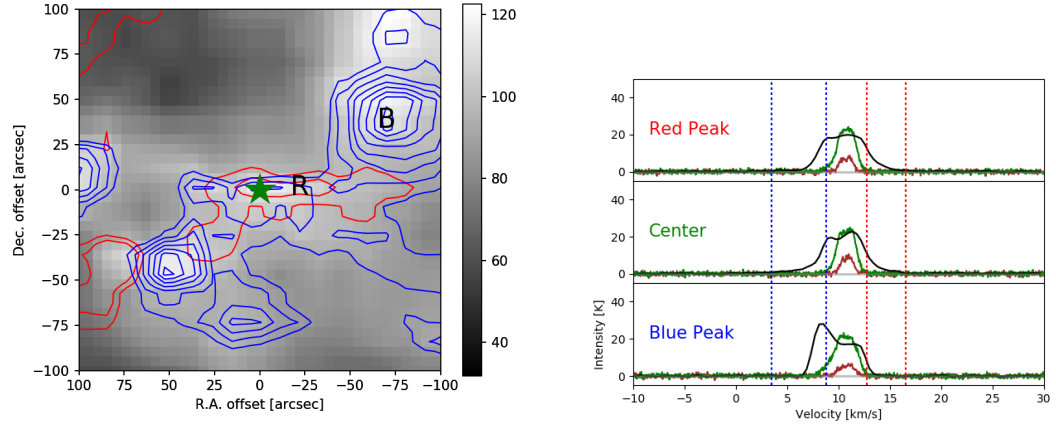 100
75
50
25
0
−25
−50
−75
−100
Dec. offset [arcsec]
B
R
100 75 50 25 0 −25 −50 −75 −100
R.A. offset [arcsec]
120
100
80
60
40
Red Peak
40
20
0
Center
40
20
0
Blue Peak
40
20
0
Intensity [K]
−10 −5 0 5 10 15 20 25 30
Velocity [km/s]